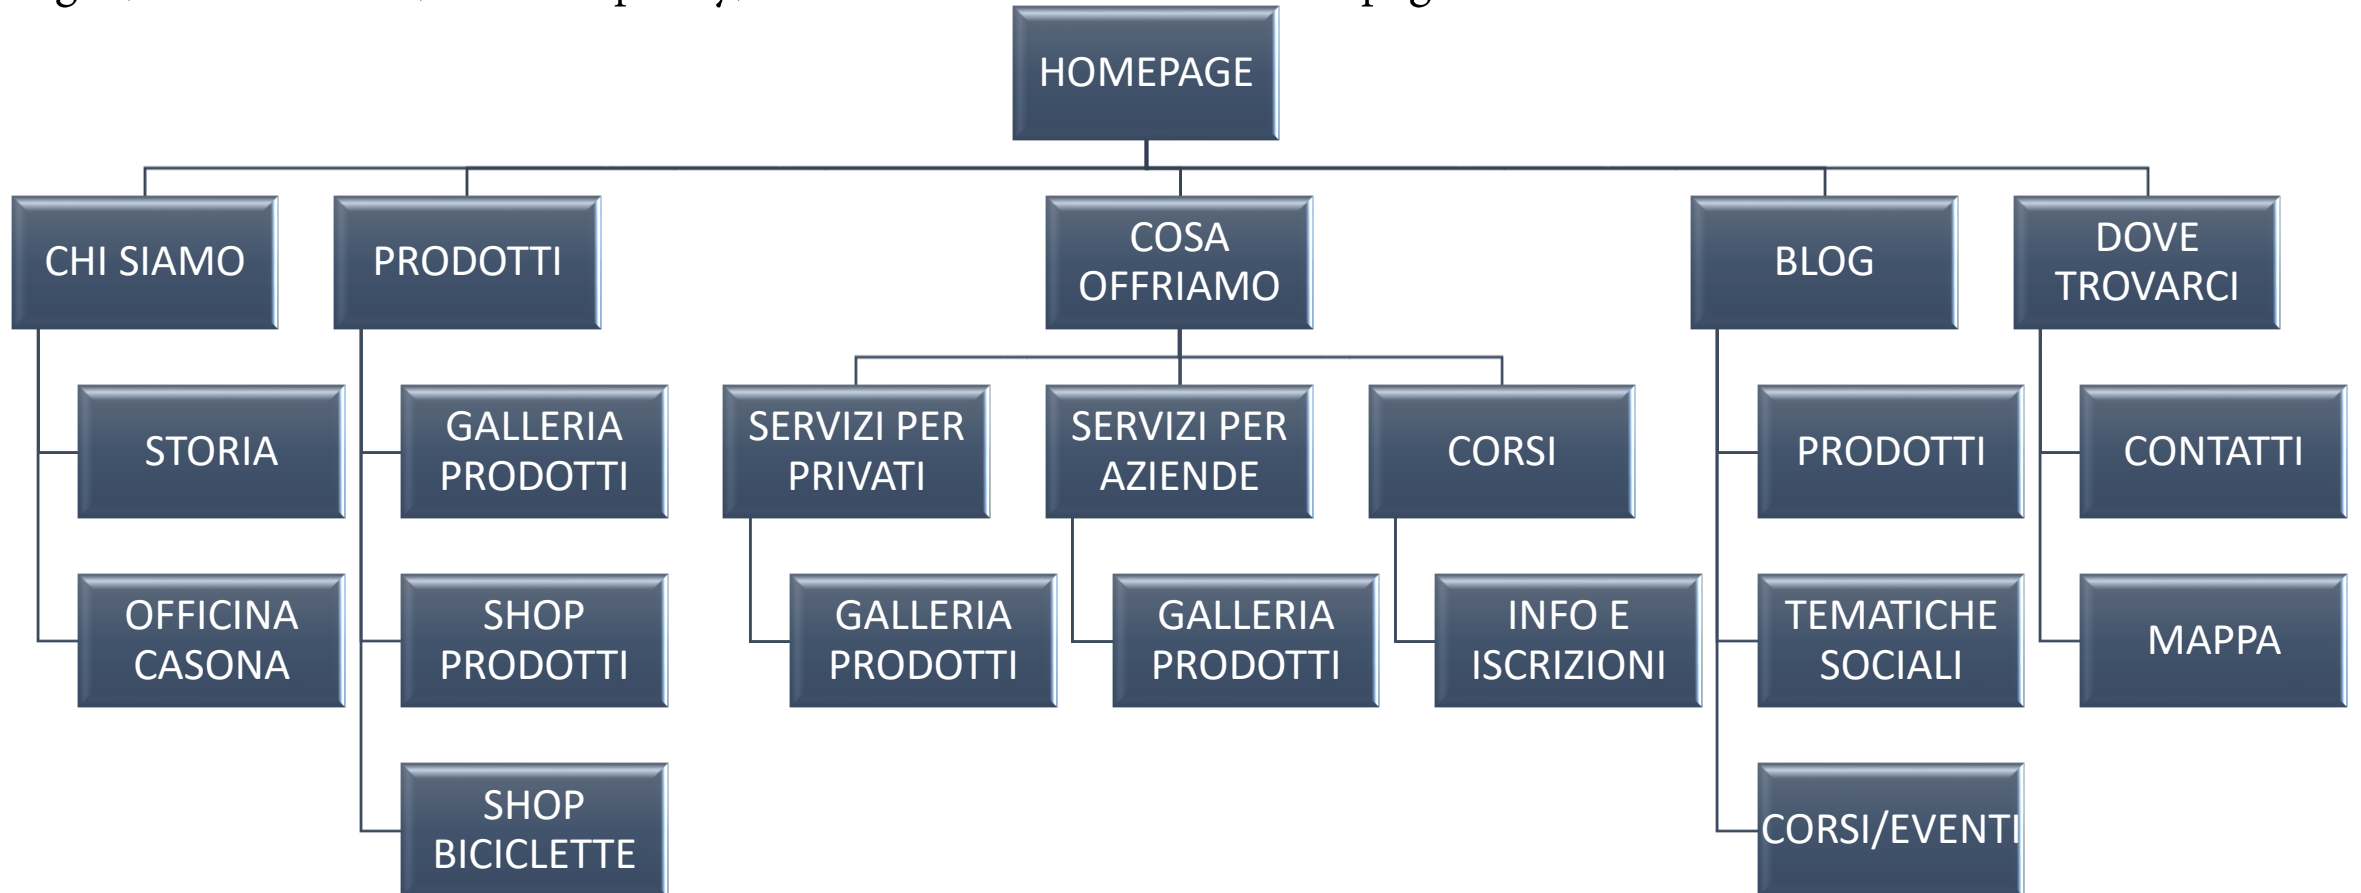 HOMEPAGE
CHI SIAMO
PRODOTTI
COSA
OFFRIAMO
BLOG
DOVE
TROVARCI
STORIA
GALLERIA
PRODOTTI
SERVIZI PER
PRIVATI
SERVIZI PER
AZIENDE
CORSI
PRODOTTI
CONTATTI
OFFICINA
CASONA
SHOP
PRODOTTI
GALLERIA
PRODOTTI
GALLERIA
PRODOTTI
INFO E
ISCRIZIONI
TEMATICHE
SOCIALI
MAPPA
SHOP
BICICLETTE
CORSI/EVENTI